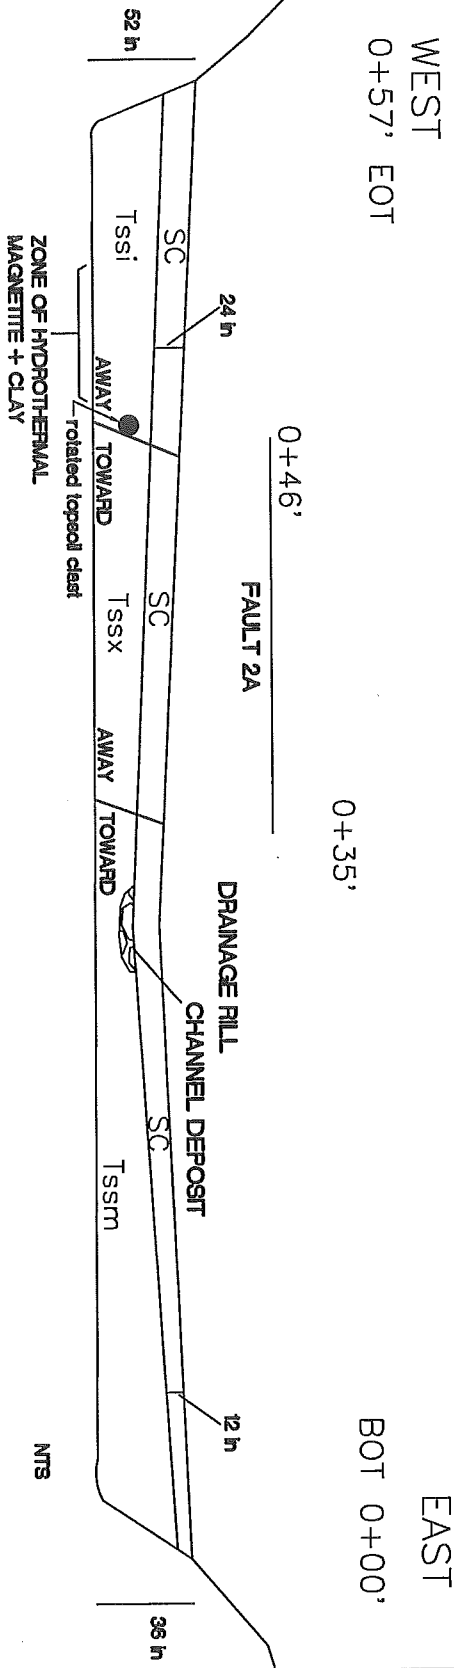 WEST
0+57' EOT
EAST
BOT 0+00'
0+46'
0+35'
FAULT 2A
DRAINAGE RILL
CHANNEL DEPOSIT
52 in
24 in
12 in
36 in
SC
SC
SC
Tssi
Tssx
Tssm
AWAY
TOWARD
AWAY
TOWARD
rotated topsoil clast
ZONE OF HYDROTHERMAL
MAGNETITE + CLAY
NTS